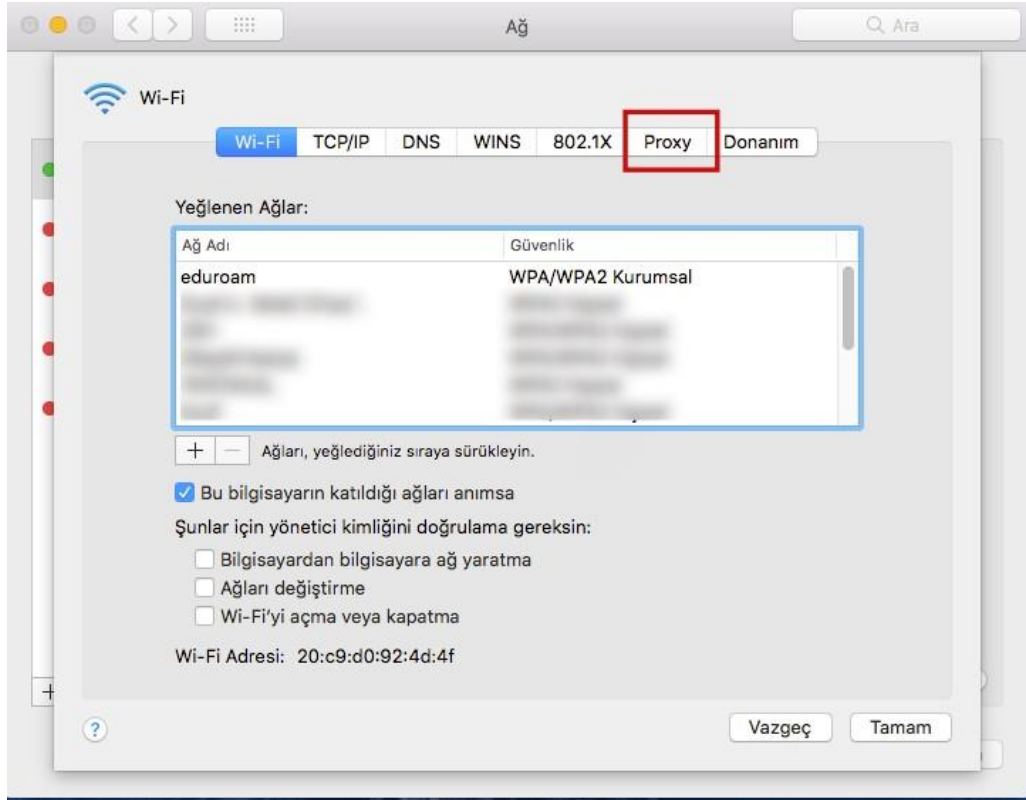 Ağ
Ara
Wi-Fi
Wi-Fi TCP/IP DNS WINS 802.1X Proxy Donanım
Yeğlenen Ağlar:
Ağ Adı Güvenlik
eduroam WPA/WPA2 Kurumsal
+ − Ağları, yeğlediğiniz sıraya sürükleyin.
Bu bilgisayarın katıldığı ağları anımsa
Şunlar için yönetici kimliğini doğrulama gereksin:
Bilgisayardan bilgisayara ağ yaratma
Ağları değiştirme
Wi-Fi'yi açma veya kapatma
Wi-Fi Adresi: 20:c9:d0:92:4d:4f
+
? Vazgeç Tamam